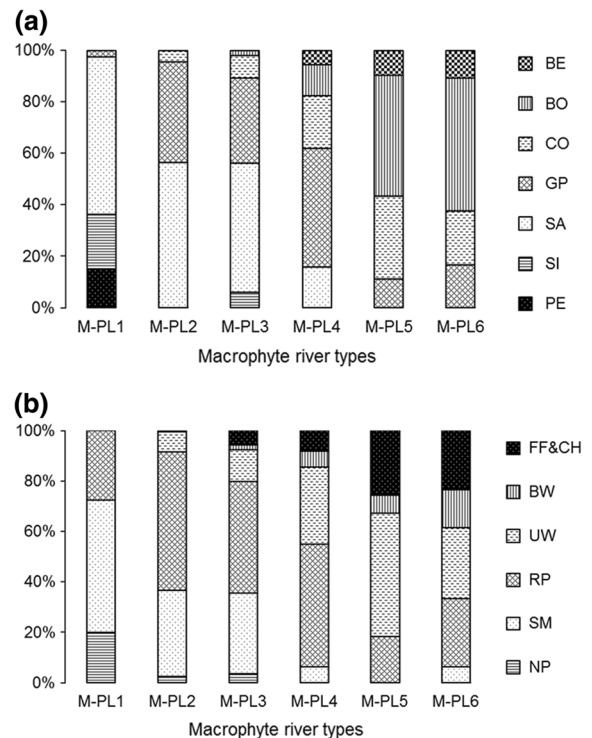 (a)
100%
80%
60%
40%
20%
0%
M-PL1 M-PL2 M-PL3 M-PL4 M-PL5 M-PL6
Macrophyte river types
BE
BO
CO
GP
SA
SI
PE
(b)
100%
80%
60%
40%
20%
0%
M-PL1 M-PL2 M-PL3 M-PL4 M-PL5 M-PL6
Macrophyte river types
FF&CH
BW
UW
RP
SM
NP